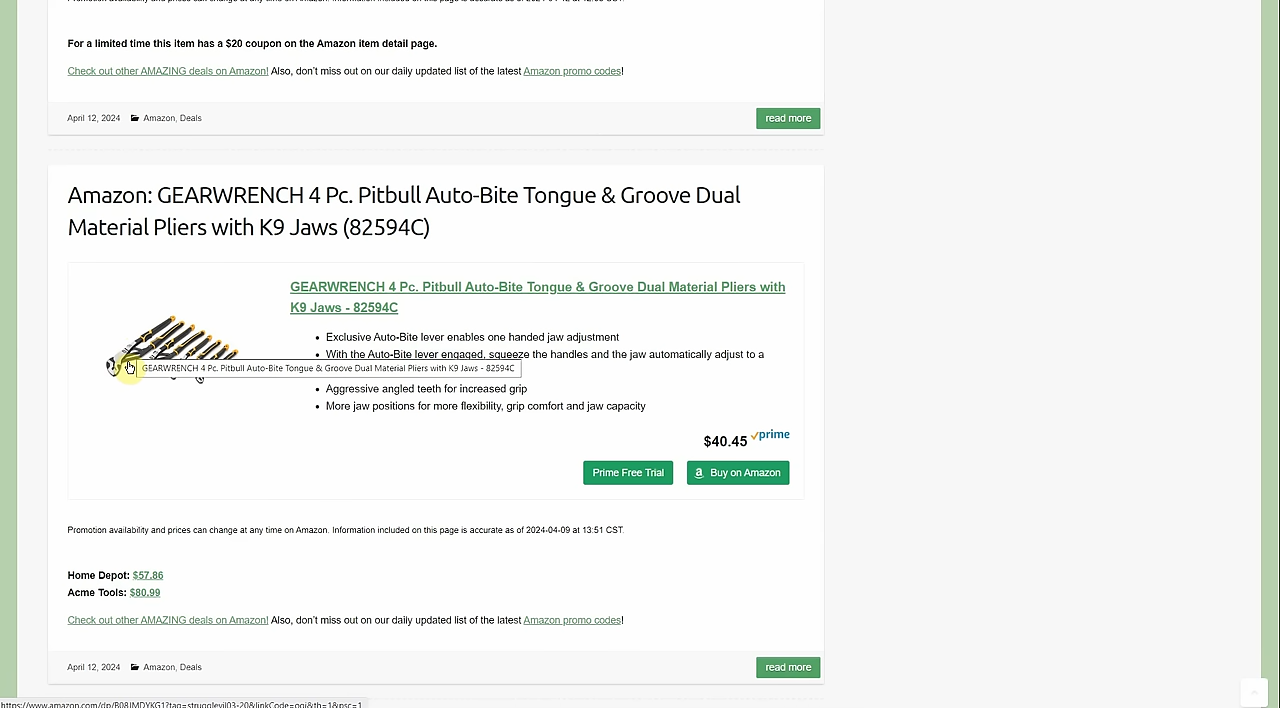 For a limited time this item has a $20 coupon on the Amazon item detail page.
Check out other AMAZING deals on Amazon! Also, don't miss out on our daily updated list of the latest Amazon promo codes!
April 12, 2024 Amazon, Deals
read more
Amazon: GEARWRENCH 4 Pc. Pitbull Auto-Bite Tongue & Groove Dual
Material Pliers with K9 Jaws (82594C)
GEARWRENCH 4 Pc. Pitbull Auto-Bite Tongue & Groove Dual Material Pliers with
K9 Jaws - 82594C
Exclusive Auto-Bite lever enables one handed jaw adjustment
With the Auto-Bite lever engaged, squeeze the handles and the jaw automatically adjust to a
GEARWRENCH 4 Pc. Pitbull Auto-Bite Tongue & Groove Dual Material Pliers with K9 Jaws - 82594C
Aggressive angled teeth for increased grip
More jaw positions for more flexibility, grip comfort and jaw capacity
$40.45 prime
Prime Free Trial
Buy on Amazon
Promotion availability and prices can change at any time on Amazon. Information included on this page is accurate as of 2024-04-09 at 13:51 CST.
Home Depot: $57.86
Acme Tools: $80.99
Check out other AMAZING deals on Amazon! Also, don't miss out on our daily updated list of the latest Amazon promo codes!
April 12, 2024 Amazon, Deals
read more